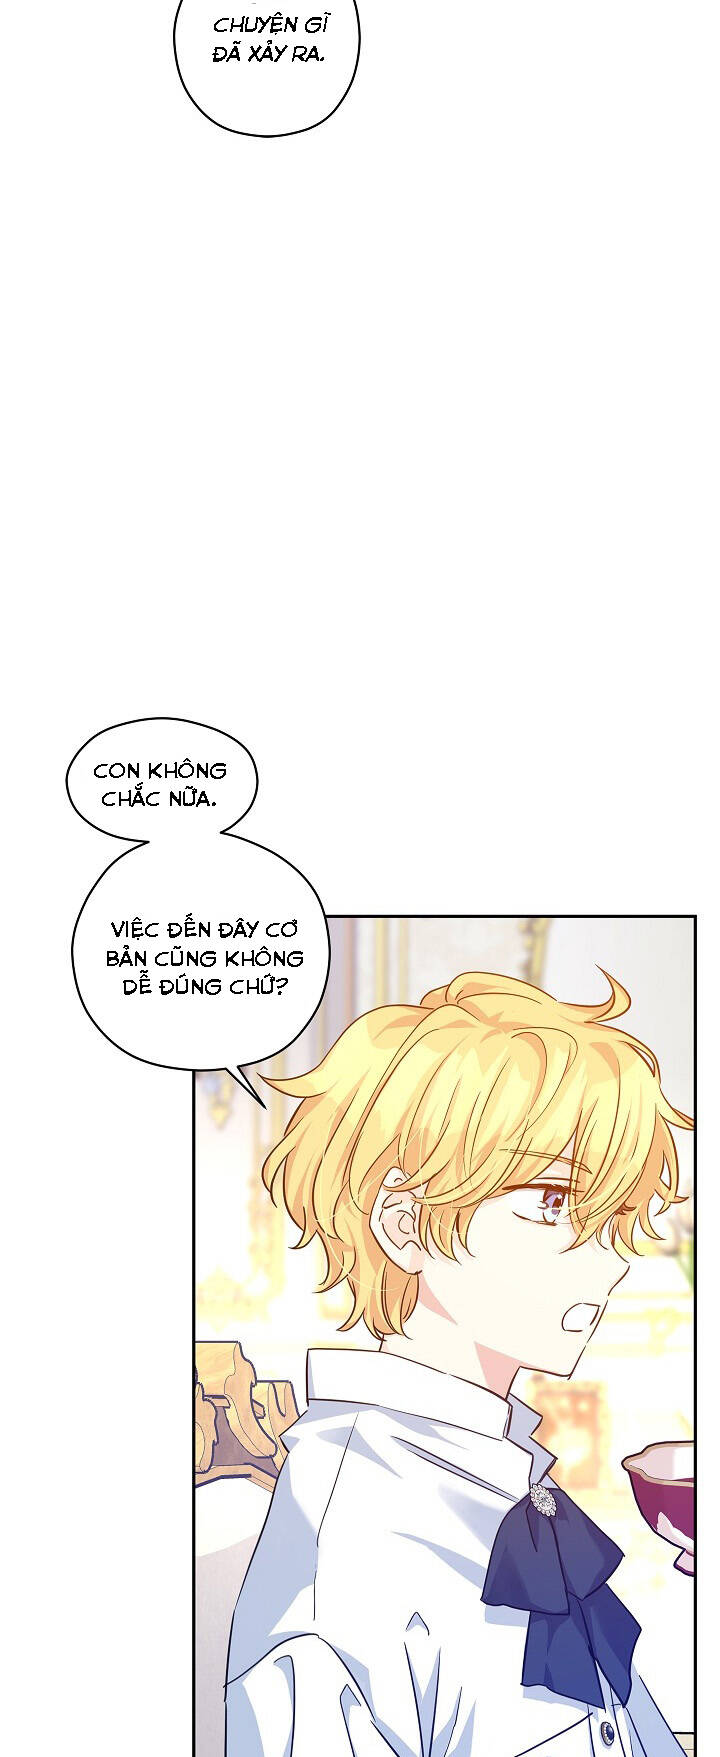 CHUYỆN GÌ
ĐÃ XẢY RA.
CON KHÔNG
CHẮC NỮA.
VIỆC ĐẾN ĐÂY CƠ
BẢN CŨNG KHÔNG
DỄ ĐÚNG CHỨ?